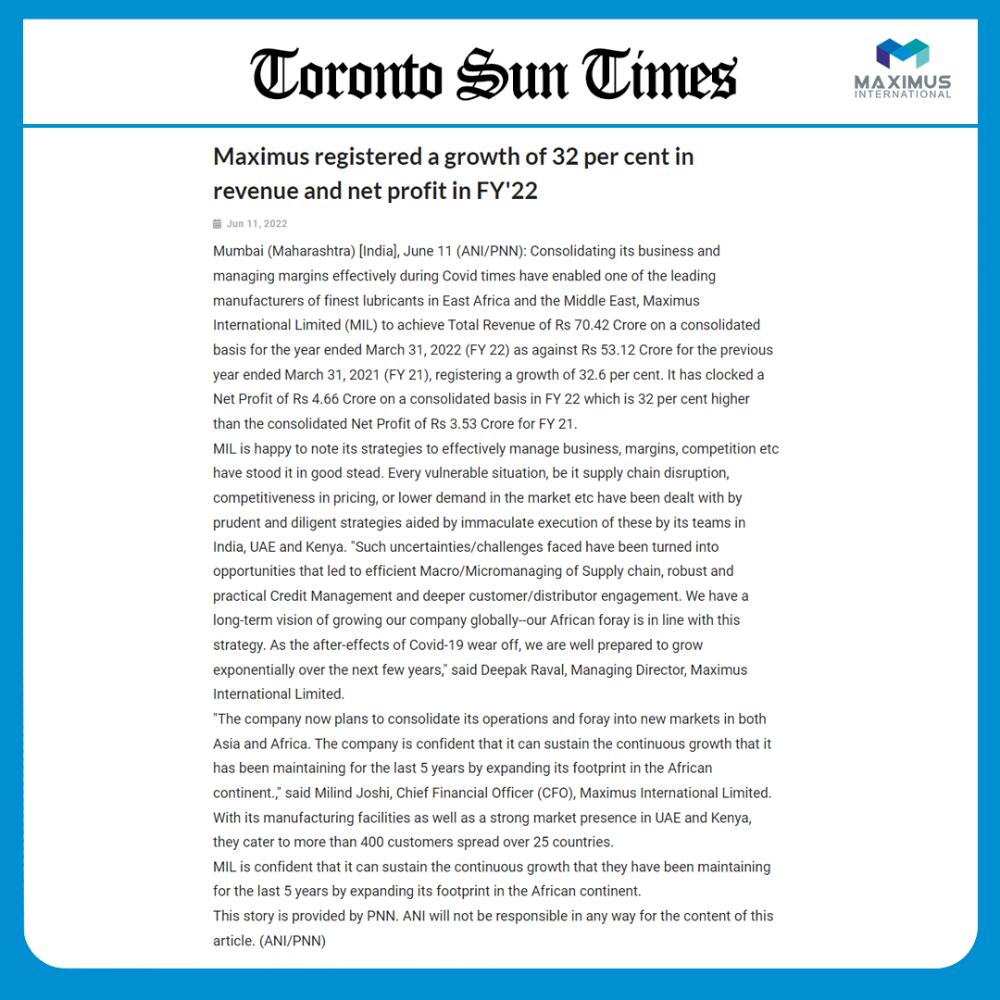 Toronto Sun Times
MAXIMUS
INTERNATIONAL
Maximus registered a growth of 32 per cent in
revenue and net profit in FY'22
Jun 11, 2022
Mumbai (Maharashtra) [India], June 11 (ANI/PNN): Consolidating its business and
managing margins effectively during Covid times have enabled one of the leading
manufacturers of finest lubricants in East Africa and the Middle East, Maximus
International Limited (MIL) to achieve Total Revenue of Rs 70.42 Crore on a consolidated
basis for the year ended March 31, 2022 (FY 22) as against Rs 53.12 Crore for the previous
year ended March 31, 2021 (FY 21), registering a growth of 32.6 per cent. It has clocked a
Net Profit of Rs 4.66 Crore on a consolidated basis in FY 22 which is 32 per cent higher
than the consolidated Net Profit of Rs 3.53 Crore for FY 21.
MIL is happy to note its strategies to effectively manage business, margins, competition etc
have stood it in good stead. Every vulnerable situation, be it supply chain disruption,
competitiveness in pricing, or lower demand in the market etc have been dealt with by
prudent and diligent strategies aided by immaculate execution of these by its teams in
India, UAE and Kenya. "Such uncertainties/challenges faced have been turned into
opportunities that led to efficient Macro/Micromanaging of Supply chain, robust and
practical Credit Management and deeper customer/distributor engagement. We have a
long-term vision of growing our company globally--our African foray is in line with this
strategy. As the after-effects of Covid-19 wear off, we are well prepared to grow
exponentially over the next few years," said Deepak Raval, Managing Director, Maximus
International Limited.
"The company now plans to consolidate its operations and foray into new markets in both
Asia and Africa. The company is confident that it can sustain the continuous growth that it
has been maintaining for the last 5 years by expanding its footprint in the African
continent.," said Milind Joshi, Chief Financial Officer (CFO), Maximus International Limited.
With its manufacturing facilities as well as a strong market presence in UAE and Kenya,
they cater to more than 400 customers spread over 25 countries.
MIL is confident that it can sustain the continuous growth that they have been maintaining
for the last 5 years by expanding its footprint in the African continent.
This story is provided by PNN. ANI will not be responsible in any way for the content of this
article. (ANI/PNN)